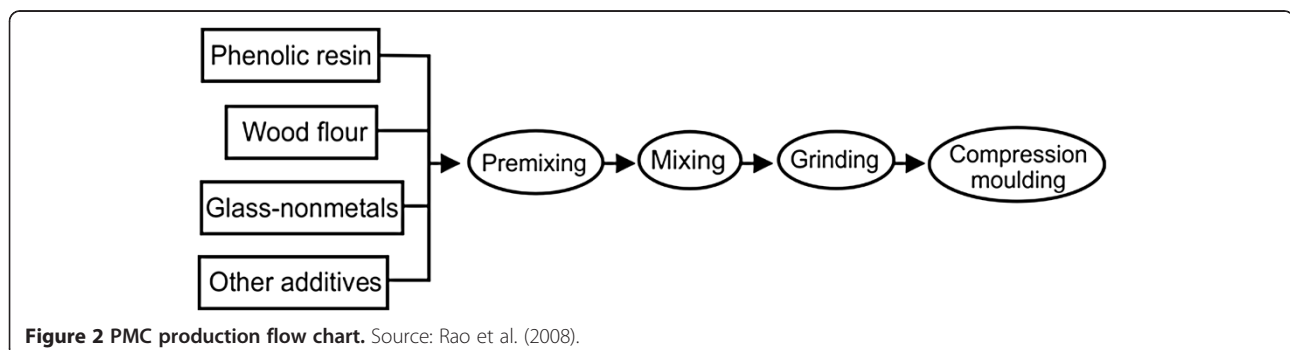 Phenolic resin
Wood flour
Glass-nonmetals
Other additives
Premixing
Mixing
Grinding
Compression
moulding
Figure 2 PMC production flow chart. Source: Rao et al. (2008).